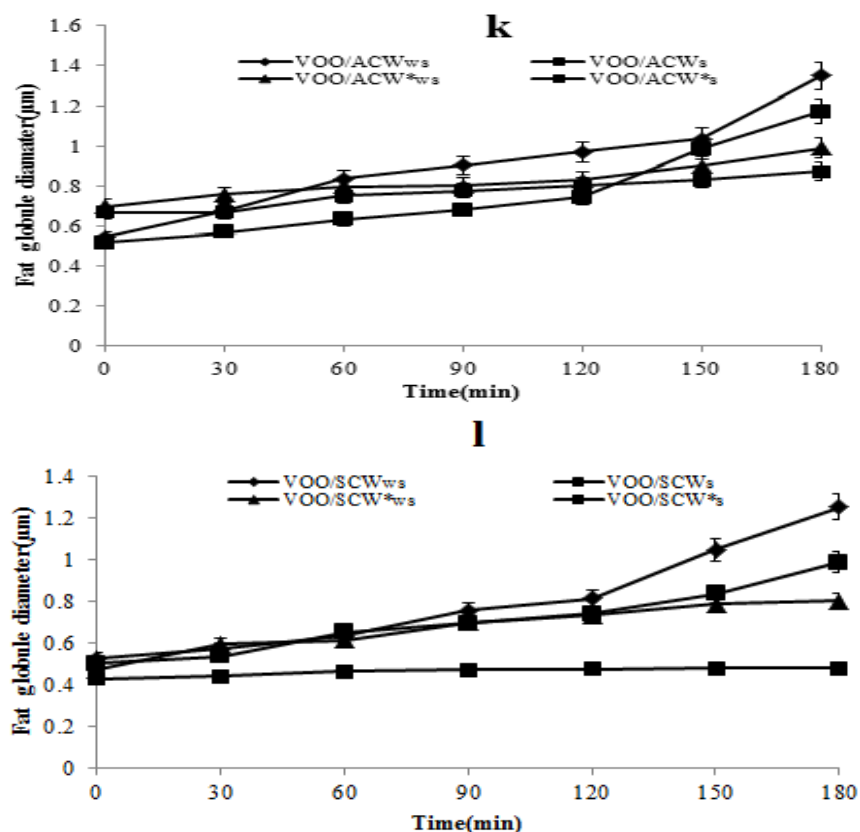 k
1.6
VOO/ACWws VOO/ACWs
1.4
VOO/ACW*ws VOO/ACW*s
1.2
1
0.8
0.6
0.4
0.2
0
Fat globule diamater(µm)
0 30 60 90 120 150 180
Time(min)
l
1.4
VOO/SCWws VOO/SCWs
VOO/SCW*ws VOO/SCW*s
1.2
1
0.8
0.6
0.4
0.2
0
Fat globule diameter(µm)
0 30 60 90 120 150 180
Time(min)